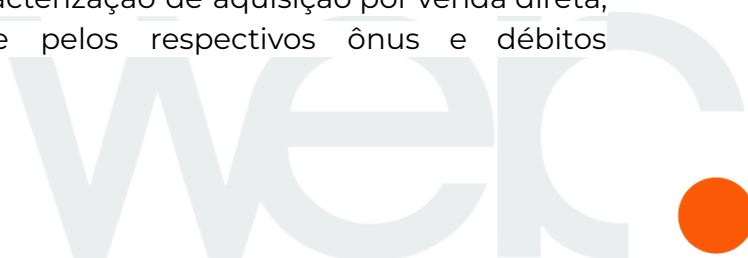 acterização de aquisição por venda direta,
e pelos respectivos ônus e débitos